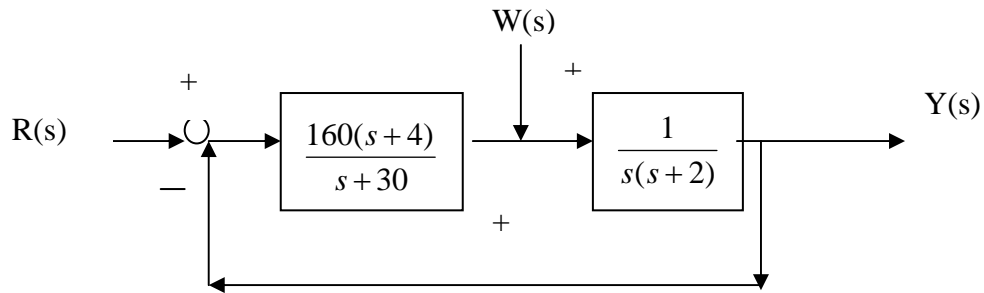 W(s)
+
+
Y(s)
R(s)
160(s + 4)
s + 30
1
s(s + 2)
—
+